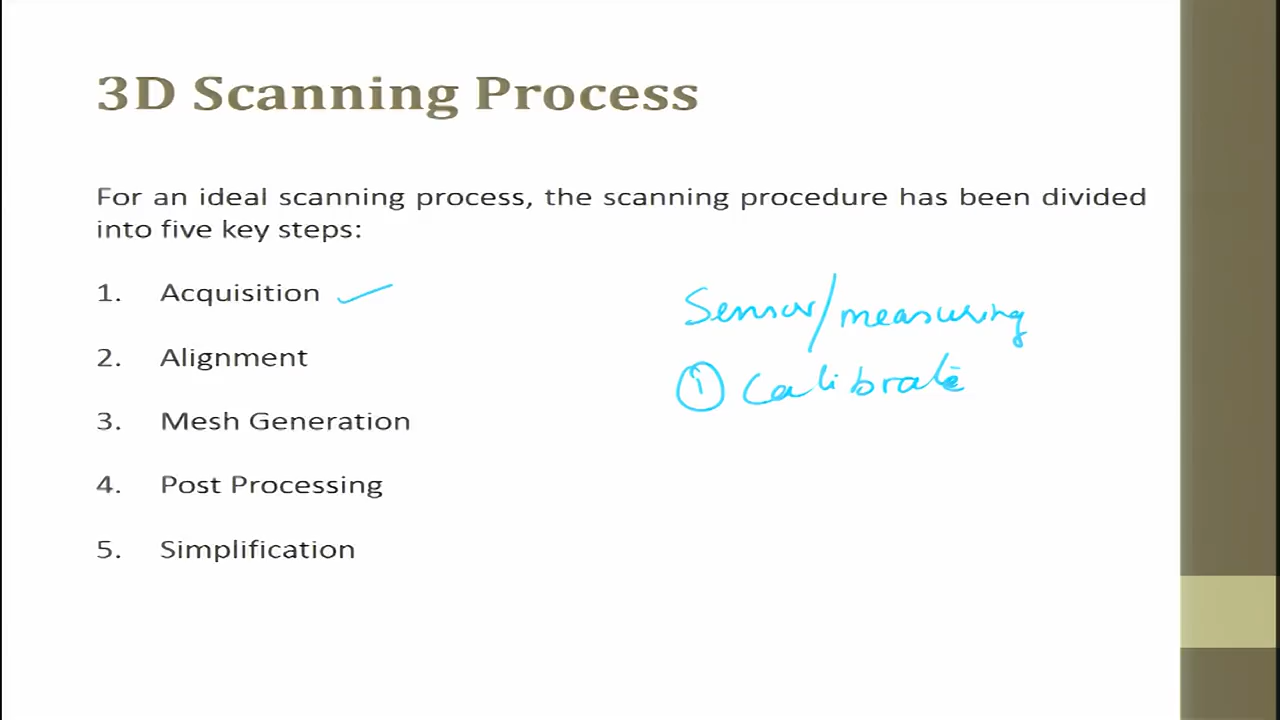 3D Scanning Process
For an ideal scanning process, the scanning procedure has been divided
into five key steps:
1. Acquisition
2. Alignment
3. Mesh Generation
4. Post Processing
5. Simplification
Sensor/measuring
① Calibrate